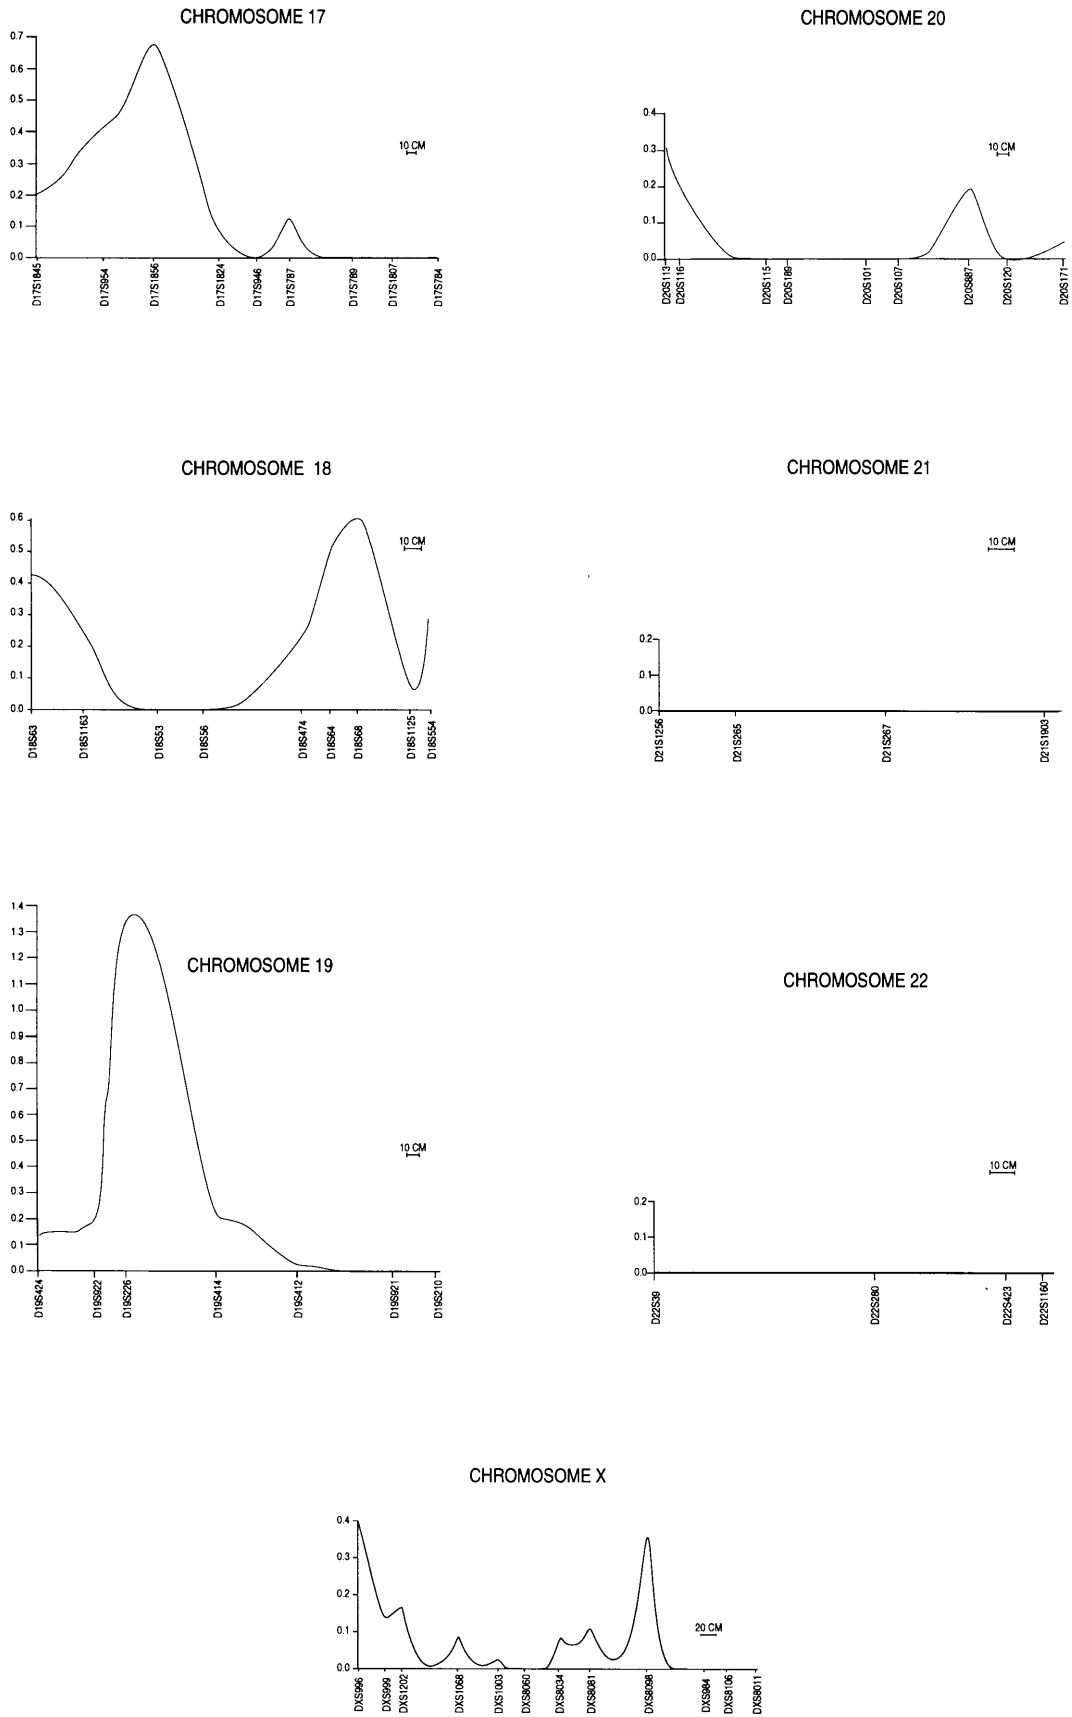 CHROMOSOME 17
0.7
0.6
0.5
0.4
0.3
0.2
0.1
0.0
10 CM
D17S1845
D17S954
D17S1856
D17S1824
D17S946
D17S787
D17S789
D17S1807
D17S784
CHROMOSOME 20
0.4
0.3
0.2
0.1
0.0
10 CM
D20S113
D20S116
D20S115
D20S189
D20S101
D20S107
D20S887
D20S120
D20S171
CHROMOSOME 18
0.6
0.5
0.4
0.3
0.2
0.1
0.0
10 CM
D18S63
D18S1163
D18S53
D18S56
D18S474
D18S64
D18S68
D18S1125
D18S554
CHROMOSOME 21
10 CM
0.2
0.1
0.0
D21S1256
D21S265
D21S267
D21S1903
CHROMOSOME 19
1.4
1.3
1.2
1.1
1.0
0.9
0.8
0.7
0.6
0.5
0.4
0.3
0.2
0.1
0.0
10 CM
D19S424
D19S922
D19S226
D19S414
D19S412
D19S921
D19S210
CHROMOSOME 22
10 CM
0.2
0.1
0.0
D22S39
D22S280
D22S423
D22S1160
CHROMOSOME X
0.4
0.3
0.2
0.1
0.0
20 CM
DXS996
DXS999
DXS1202
DXS1068
DXS1003
DXS8060
DXS8034
DXS8081
DXS8098
DXS984
DXS8106
DXS8011